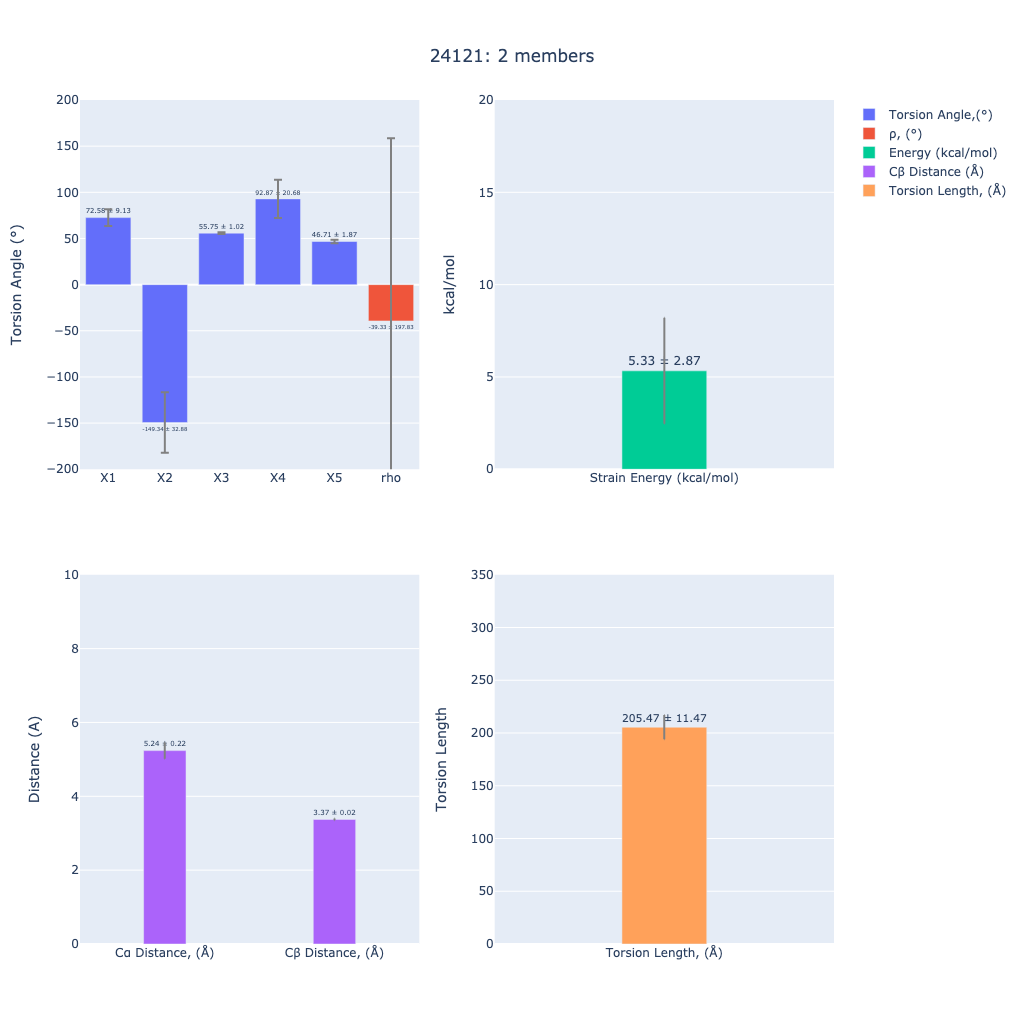 24121: 2 members
Torsion Angle,(°)
ρ, (°)
Energy (kcal/mol)
Cβ Distance (Å)
Torsion Length, (Å)
Torsion Angle (°)
200
150
100
50
0
−50
−100
−150
−200
72.58 ± 9.13
-149.34 ± 32.88
55.75 ± 1.02
92.87 ± 20.68
46.71 ± 1.87
-39.33 ± 197.83
X1 X2 X3 X4 X5 rho
kcal/mol
20
15
10
5
0
5.33 ± 2.87
Strain Energy (kcal/mol)
Distance (A)
10
8
6
4
2
0
5.24 ± 0.22
3.37 ± 0.02
Cα Distance, (Å) Cβ Distance, (Å)
Torsion Length
350
300
250
200
150
100
50
0
205.47 ± 11.47
Torsion Length, (Å)